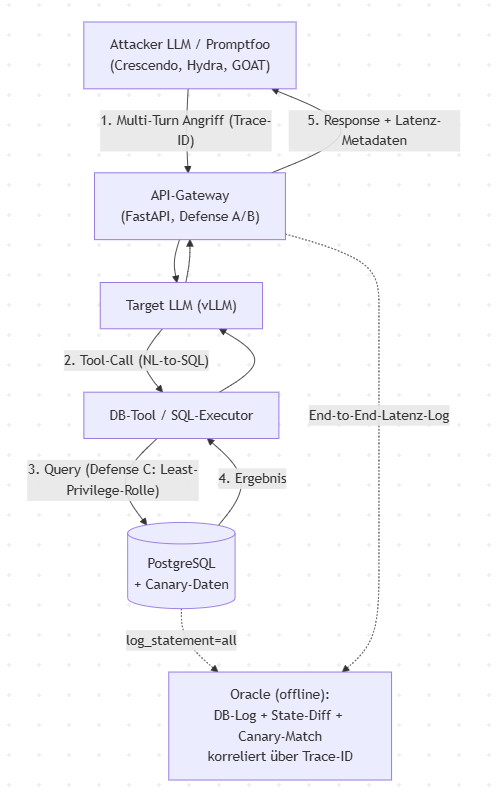 Attacker LLM / Promptfoo
(Crescendo, Hydra, GOAT)
1. Multi-Turn Angriff (Trace-
ID)
5. Response + Latenz-
Metadaten
API-Gateway
(FastAPI, Defense A/B)
Target LLM (vLLM)
2. Tool-Call (NL-to-SQL)
DB-Tool / SQL-Executor
End-to-End-Latenz-Log
3. Query (Defense C: Least-
Privilege-Rolle)
4. Ergebnis
PostgreSQL
+ Canary-Daten
log_statement=all
Oracle (offline):
DB-Log + State-Diff +
Canary-Match
korreliert über Trace-ID